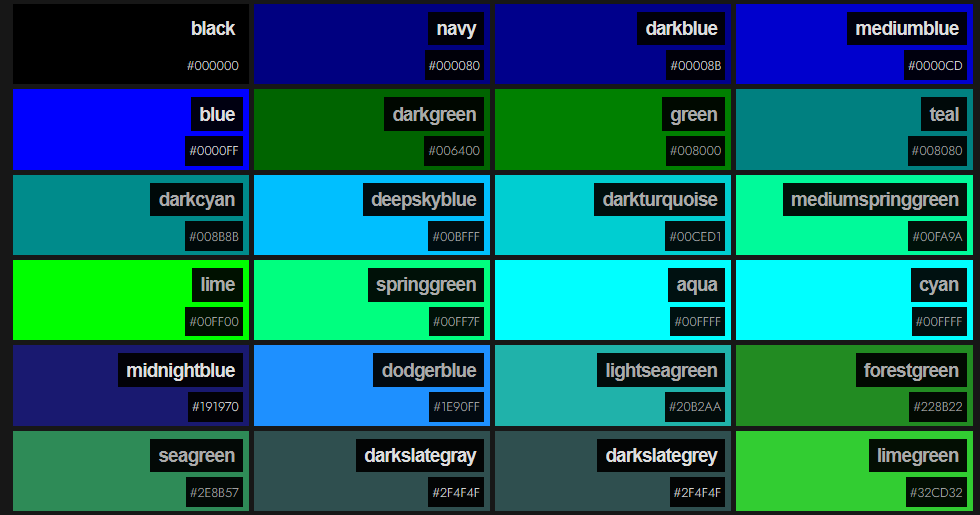 black
#000000
navy
#000080
darkblue
#00008B
mediumblue
#0000CD
blue
#0000FF
darkgreen
#006400
green
#008000
teal
#008080
darkcyan
#008B8B
deepskyblue
#00BFFF
darkturquoise
#00CED1
mediumspringgreen
#00FA9A
lime
#00FF00
springgreen
#00FF7F
aqua
#00FFFF
cyan
#00FFFF
midnightblue
#191970
dodgerblue
#1E90FF
lightseagreen
#20B2AA
forestgreen
#228B22
seagreen
#2E8B57
darkslategray
#2F4F4F
darkslategrey
#2F4F4F
limegreen
#32CD32